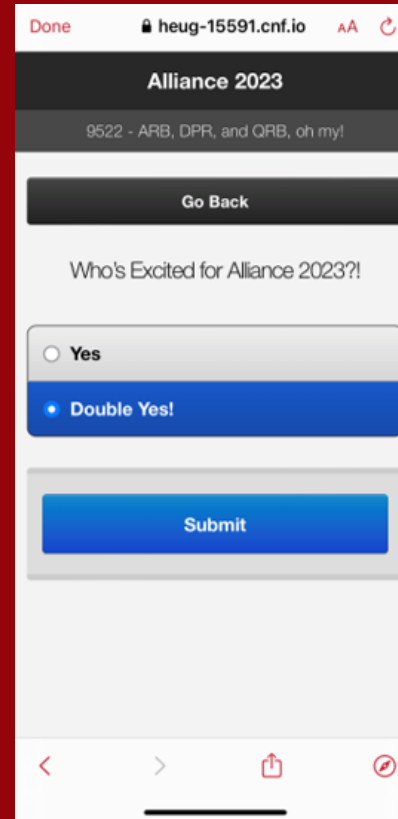 Done heug-15591.cnf.io AA
Alliance 2023
9522 - ARB, DPR, and QRB, oh my!
Go Back
Who's Excited for Alliance 2023?!
Yes
Double Yes!
Submit